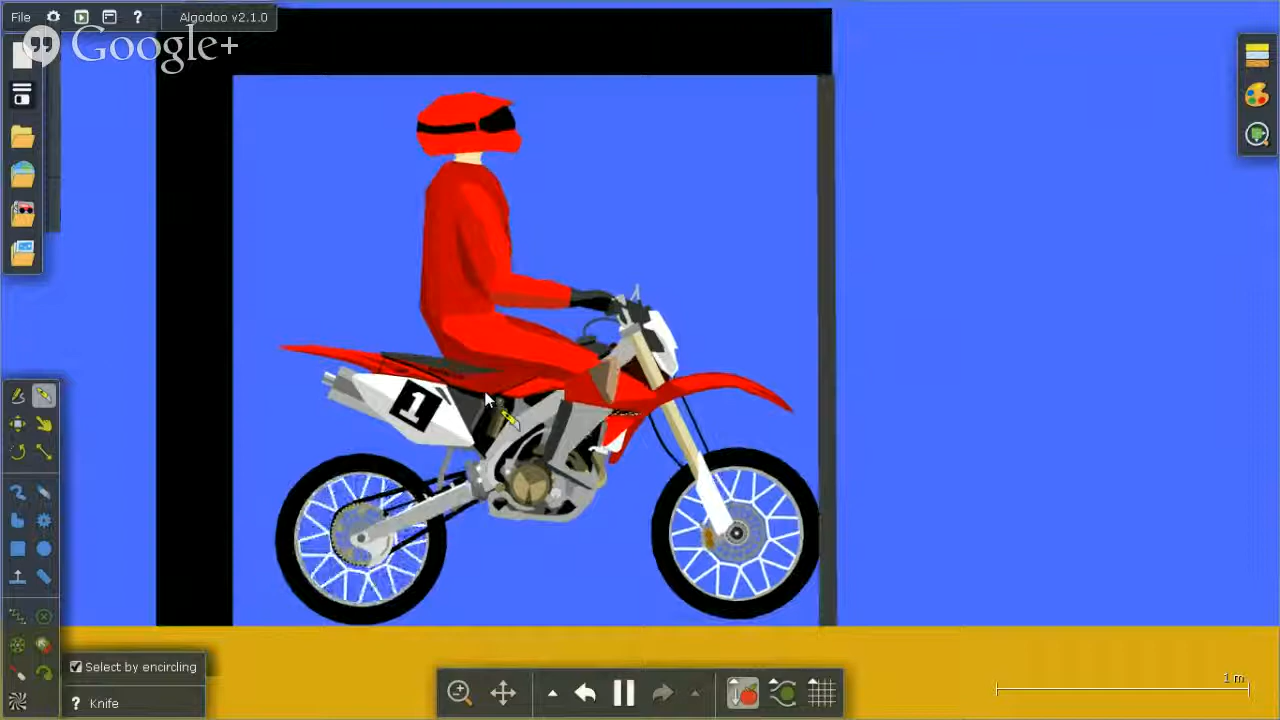 File ? Algodoo v2.1.0
Google+
1
Select by encircling
? Knife
1 m